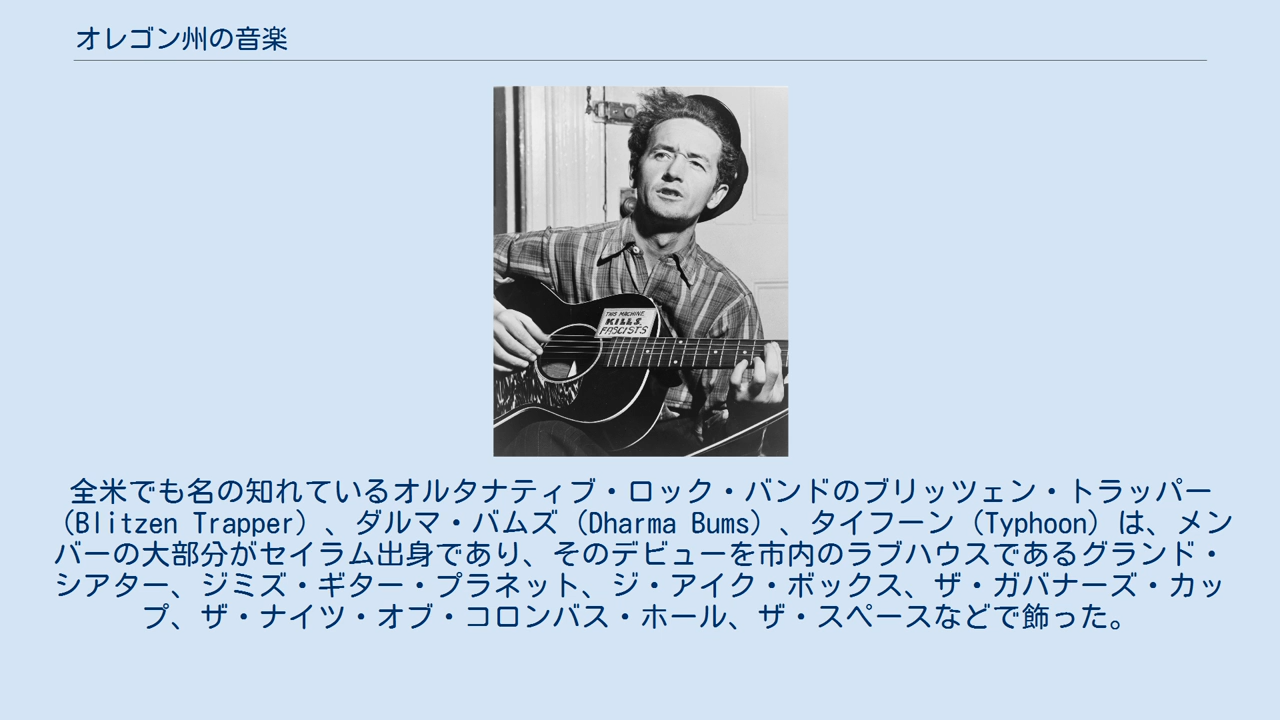 オレゴン州の音楽
THIS MACHINE
KILLS
FASCISTS
全米でも名の知れているオルタナティブ・ロック・バンドのブリッツェン・トラッパー
（Blitzen Trapper）、ダルマ・バムズ（Dharma Bums）、タイフーン（Typhoon）は、メン
バーの大部分がセイラム出身であり、そのデビューを市内のラブハウスであるグランド・
シアター、ジミズ・ギター・プラネット、ジ・アイク・ボックス、ザ・ガバナーズ・カッ
プ、ザ・ナイツ・オブ・コロンバス・ホール、ザ・スペースなどで飾った。